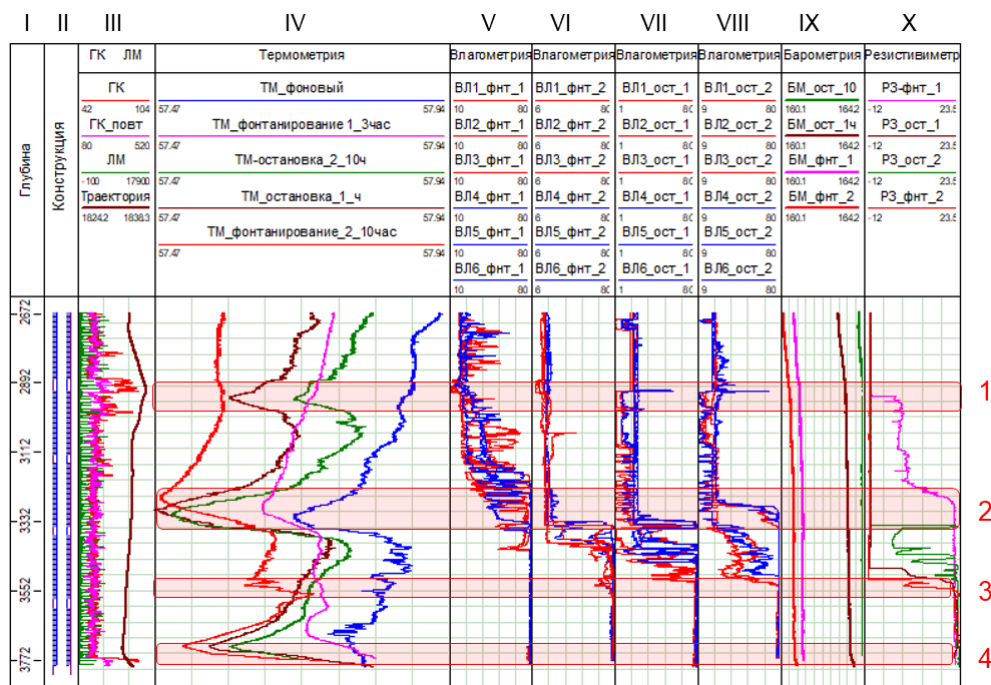 I II III IV V VI VII VIII IX X
ГК ЛМ Термометрия Влагометрия Влагометрия Влагометрия Влагометрия Барометрия Резистивиметр
Глубина
Конструкция
ГК ТМ_фоновый ВЛ1_фнт_1 ВЛ1_фнт_2 ВЛ1_ост_1 ВЛ1_ост_2 БМ_ост_10 РЗ-фнт_1
42 104 57.47 57.94 10 80 6 80 1 80 9 80 160.1 164.2 -12 23.5
ГК_повт ТМ_фонтанирование 1_3час ВЛ2_фнт_1 ВЛ2_фнт_2 ВЛ2_ост_1 ВЛ2_ост_2 БМ_ост_1ч РЗ_ост_1
80 520 57.47 57.94 10 80 6 80 1 80 9 80 160.1 164.2 -12 23.5
ЛМ ТМ-остановка_2_10ч ВЛ3_фнт_1 ВЛ3_фнт_2 ВЛ3_ост_1 ВЛ3_ост_2 БМ_фнт_1 РЗ_ост_2
-100 17900 57.47 57.94 10 80 6 80 1 80 9 80 160.1 164.2 -12 23.5
Траектория ТМ_остановка_1_ч ВЛ4_фнт_1 ВЛ4_фнт_2 ВЛ4_ост_1 ВЛ4_ост_2 БМ_фнт_2 РЗ_фнт_2
1824.2 1838.3 57.47 57.94 10 80 6 80 1 80 9 80 160.1 164.2 -12 23.5
ТМ_фонтанирование_2_10час ВЛ5_фнт_1 ВЛ5_фнт_2 ВЛ5_ост_1 ВЛ5_ост_2
57.47 57.94 10 80 6 80 1 80 9 80
ВЛ6_фнт_1 ВЛ6_фнт_2 ВЛ6_ост_1 ВЛ6_ост_2
10 80 6 80 1 80 9 80
2672
2892 1
3112
3332 2
3552 3
3772 4